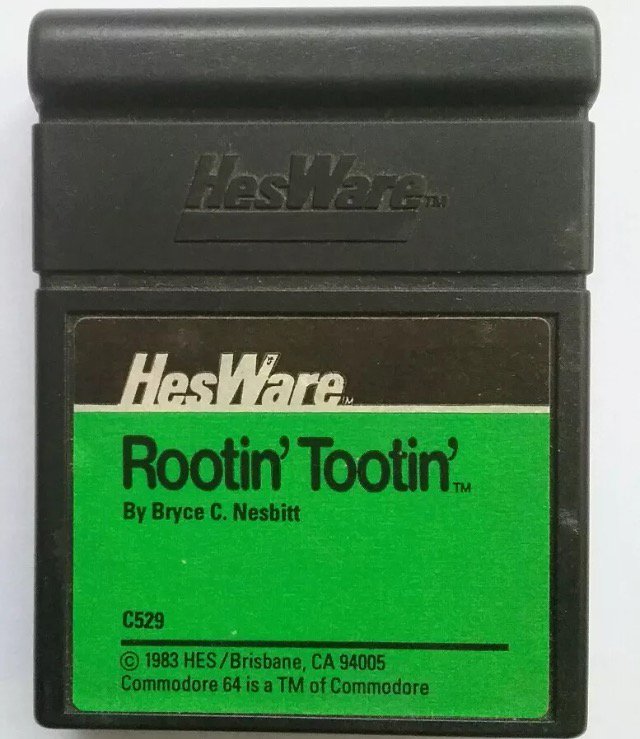 HesWare™
HesWare™
Rootin' Tootin'™
By Bryce C. Nesbitt
C529
© 1983 HES/Brisbane, CA 94005
Commodore 64 is a TM of Commodore